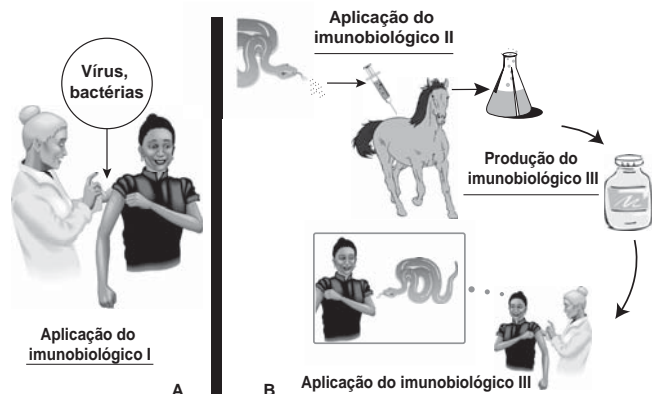 Vírus,
bactérias
Aplicação do
imunobiológico I
A
Aplicação do
imunobiológico II
Produção do
imunobiológico III
B
Aplicação do imunobiológico III